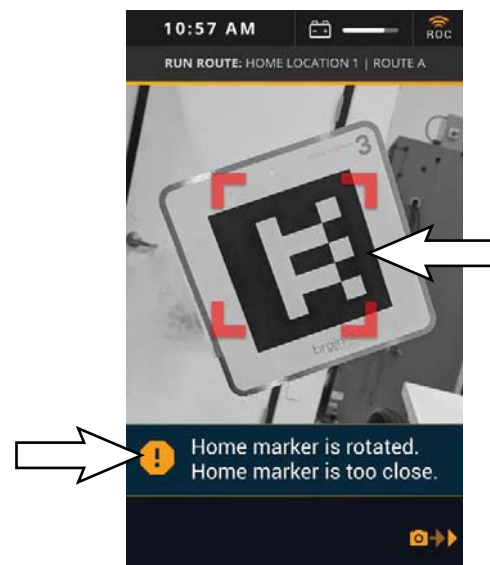 10:57 AM
ROC
RUN ROUTE: HOME LOCATION 1 | ROUTE A
3
brain
Home marker is rotated.
Home marker is too close.